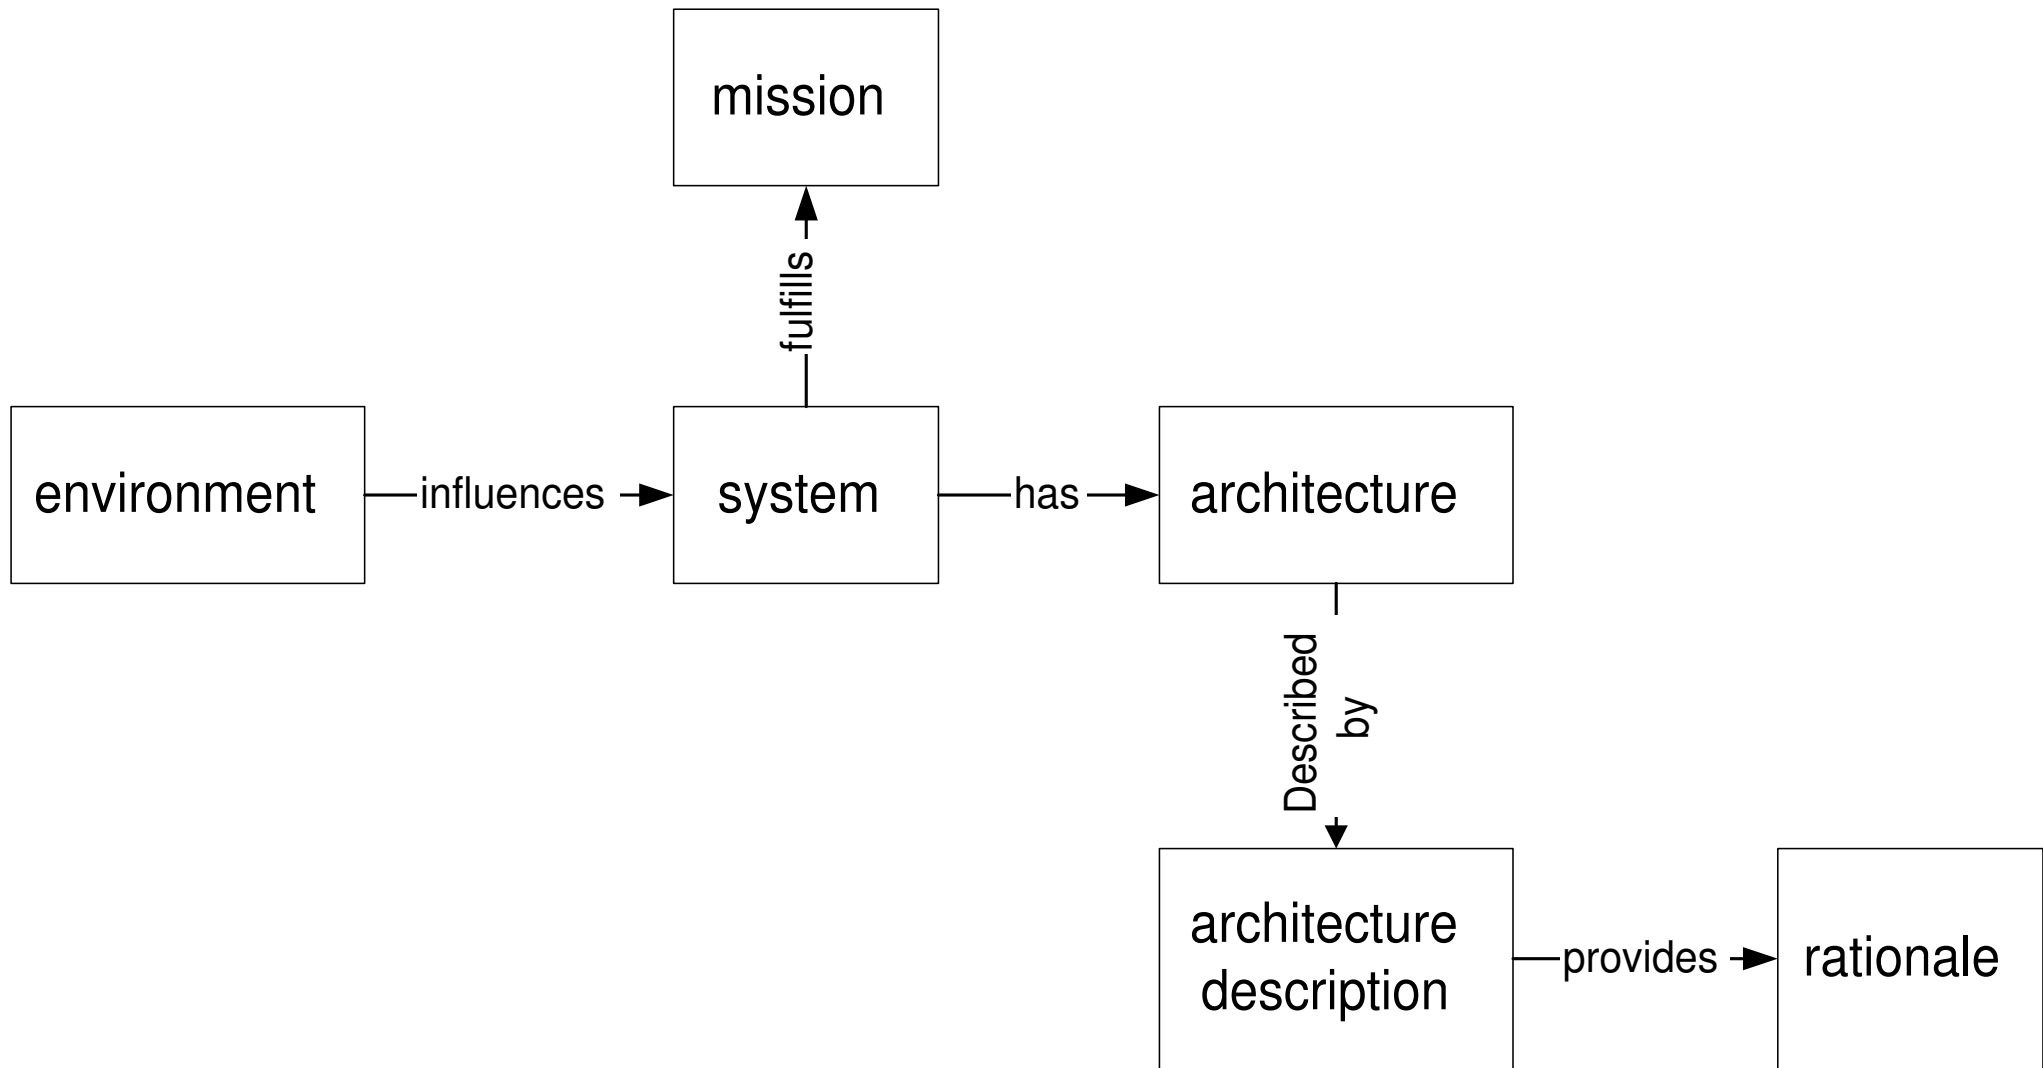 mission
fulfills
environment
influences
system
has
architecture
Described
by
architecture
description
provides
rationale